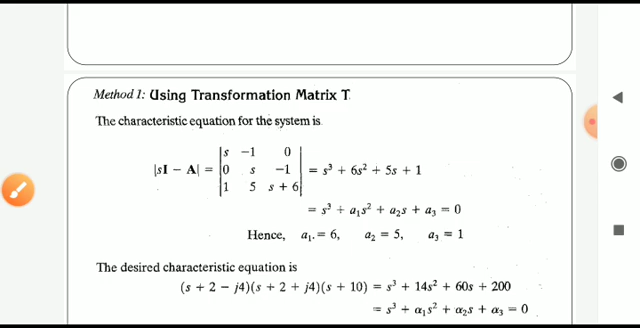 Method 1: Using Transformation Matrix T
The characteristic equation for the system is
|sI − A| = |s −1 0
0 s −1
1 5 s + 6| = s³ + 6s² + 5s + 1
= s³ + a₁s² + a₂s + a₃ = 0
Hence, a₁ = 6, a₂ = 5, a₃ = 1
The desired characteristic equation is
(s + 2 − j4)(s + 2 + j4)(s + 10) = s³ + 14s² + 60s + 200
= s³ + α₁s² + α₂s + α₃ = 0